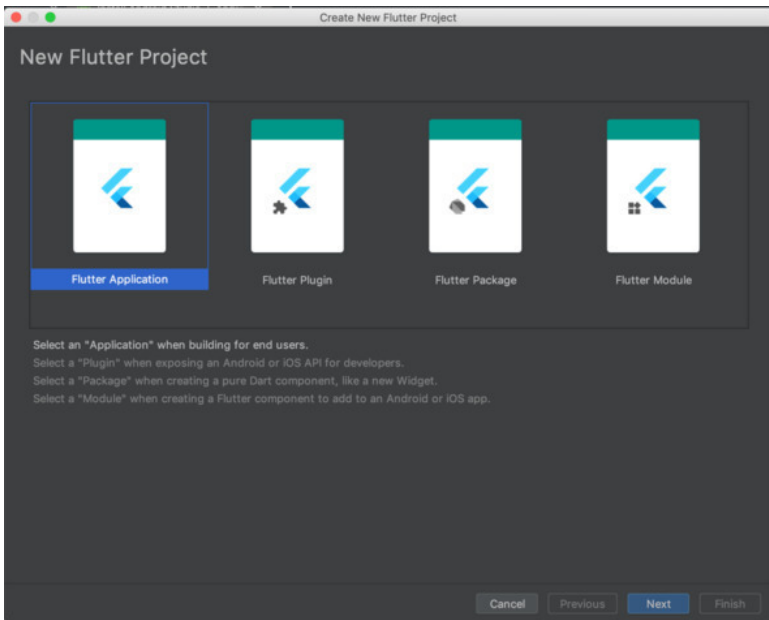 Create New Flutter Project
New Flutter Project
Flutter Application
Flutter Plugin
Flutter Package
Flutter Module
Select an "Application" when building for end users.
Select a "Plugin" when exposing an Android or iOS API for developers.
Select a "Package" when creating a pure Dart component, like a new Widget.
Select a "Module" when creating a Flutter component to add to an Android or iOS app.
Cancel
Previous
Next
Finish